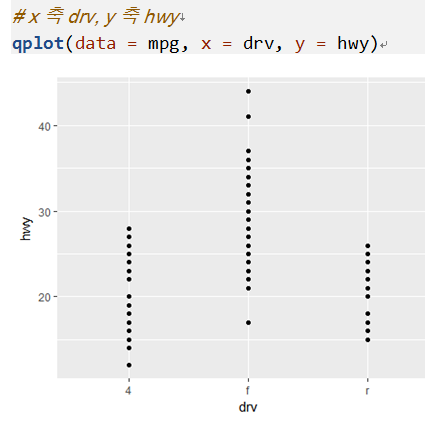 # x 축 drv, y 축 hwy
qplot(data = mpg, x = drv, y = hwy)
40
30
20
hwy
4 f r
drv